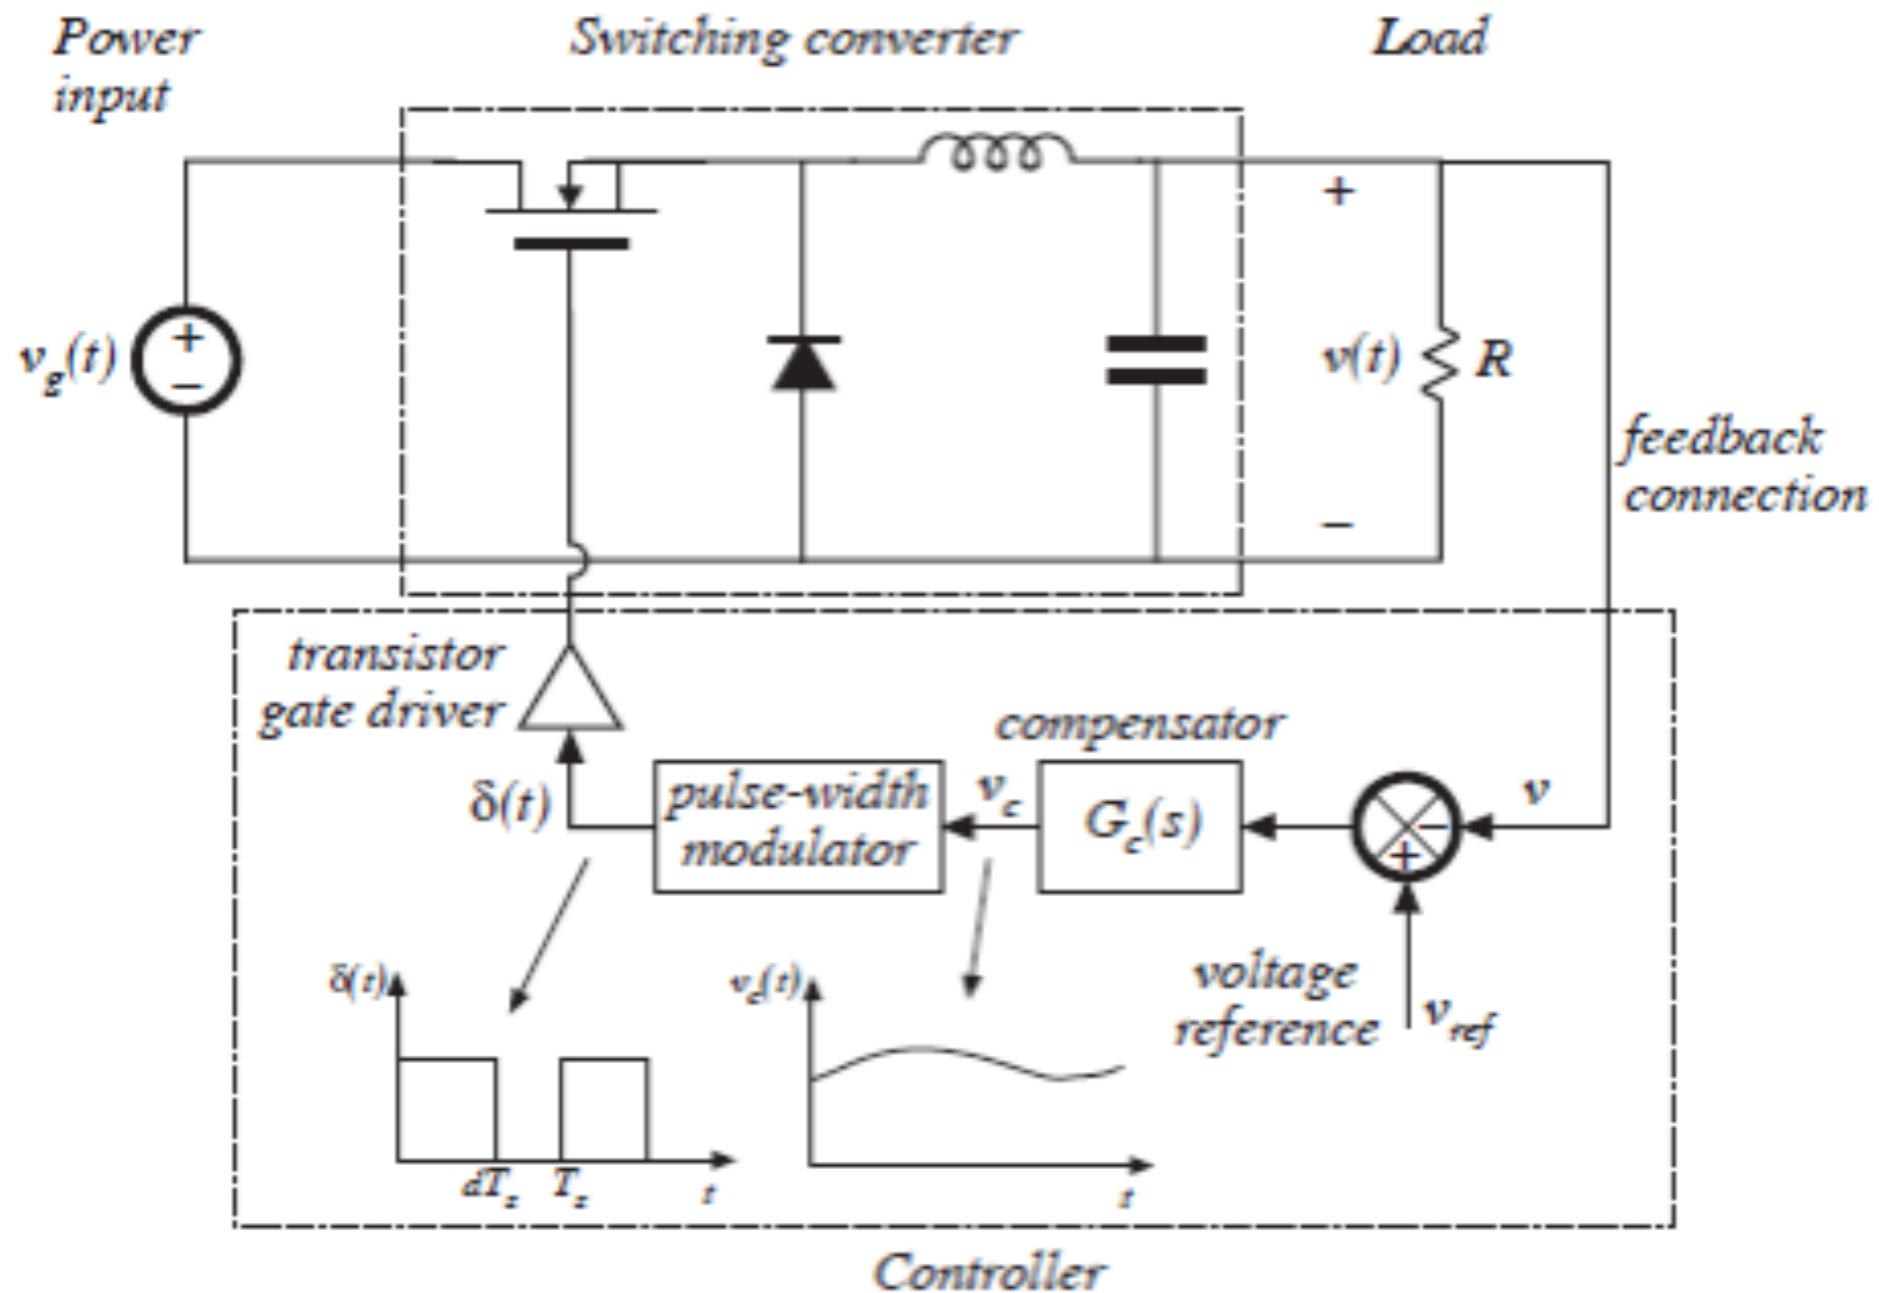 Power
input
Switching converter
Load
+
−
v_g(t)
+
−
v(t)
R
feedback
connection
transistor
gate driver
compensator
δ(t)
pulse-width
modulator
v_c
G_c(s)
−
+
v
δ(t)
v_c(t)
voltage
reference
v_ref
dT_s
T_s
t
t
Controller